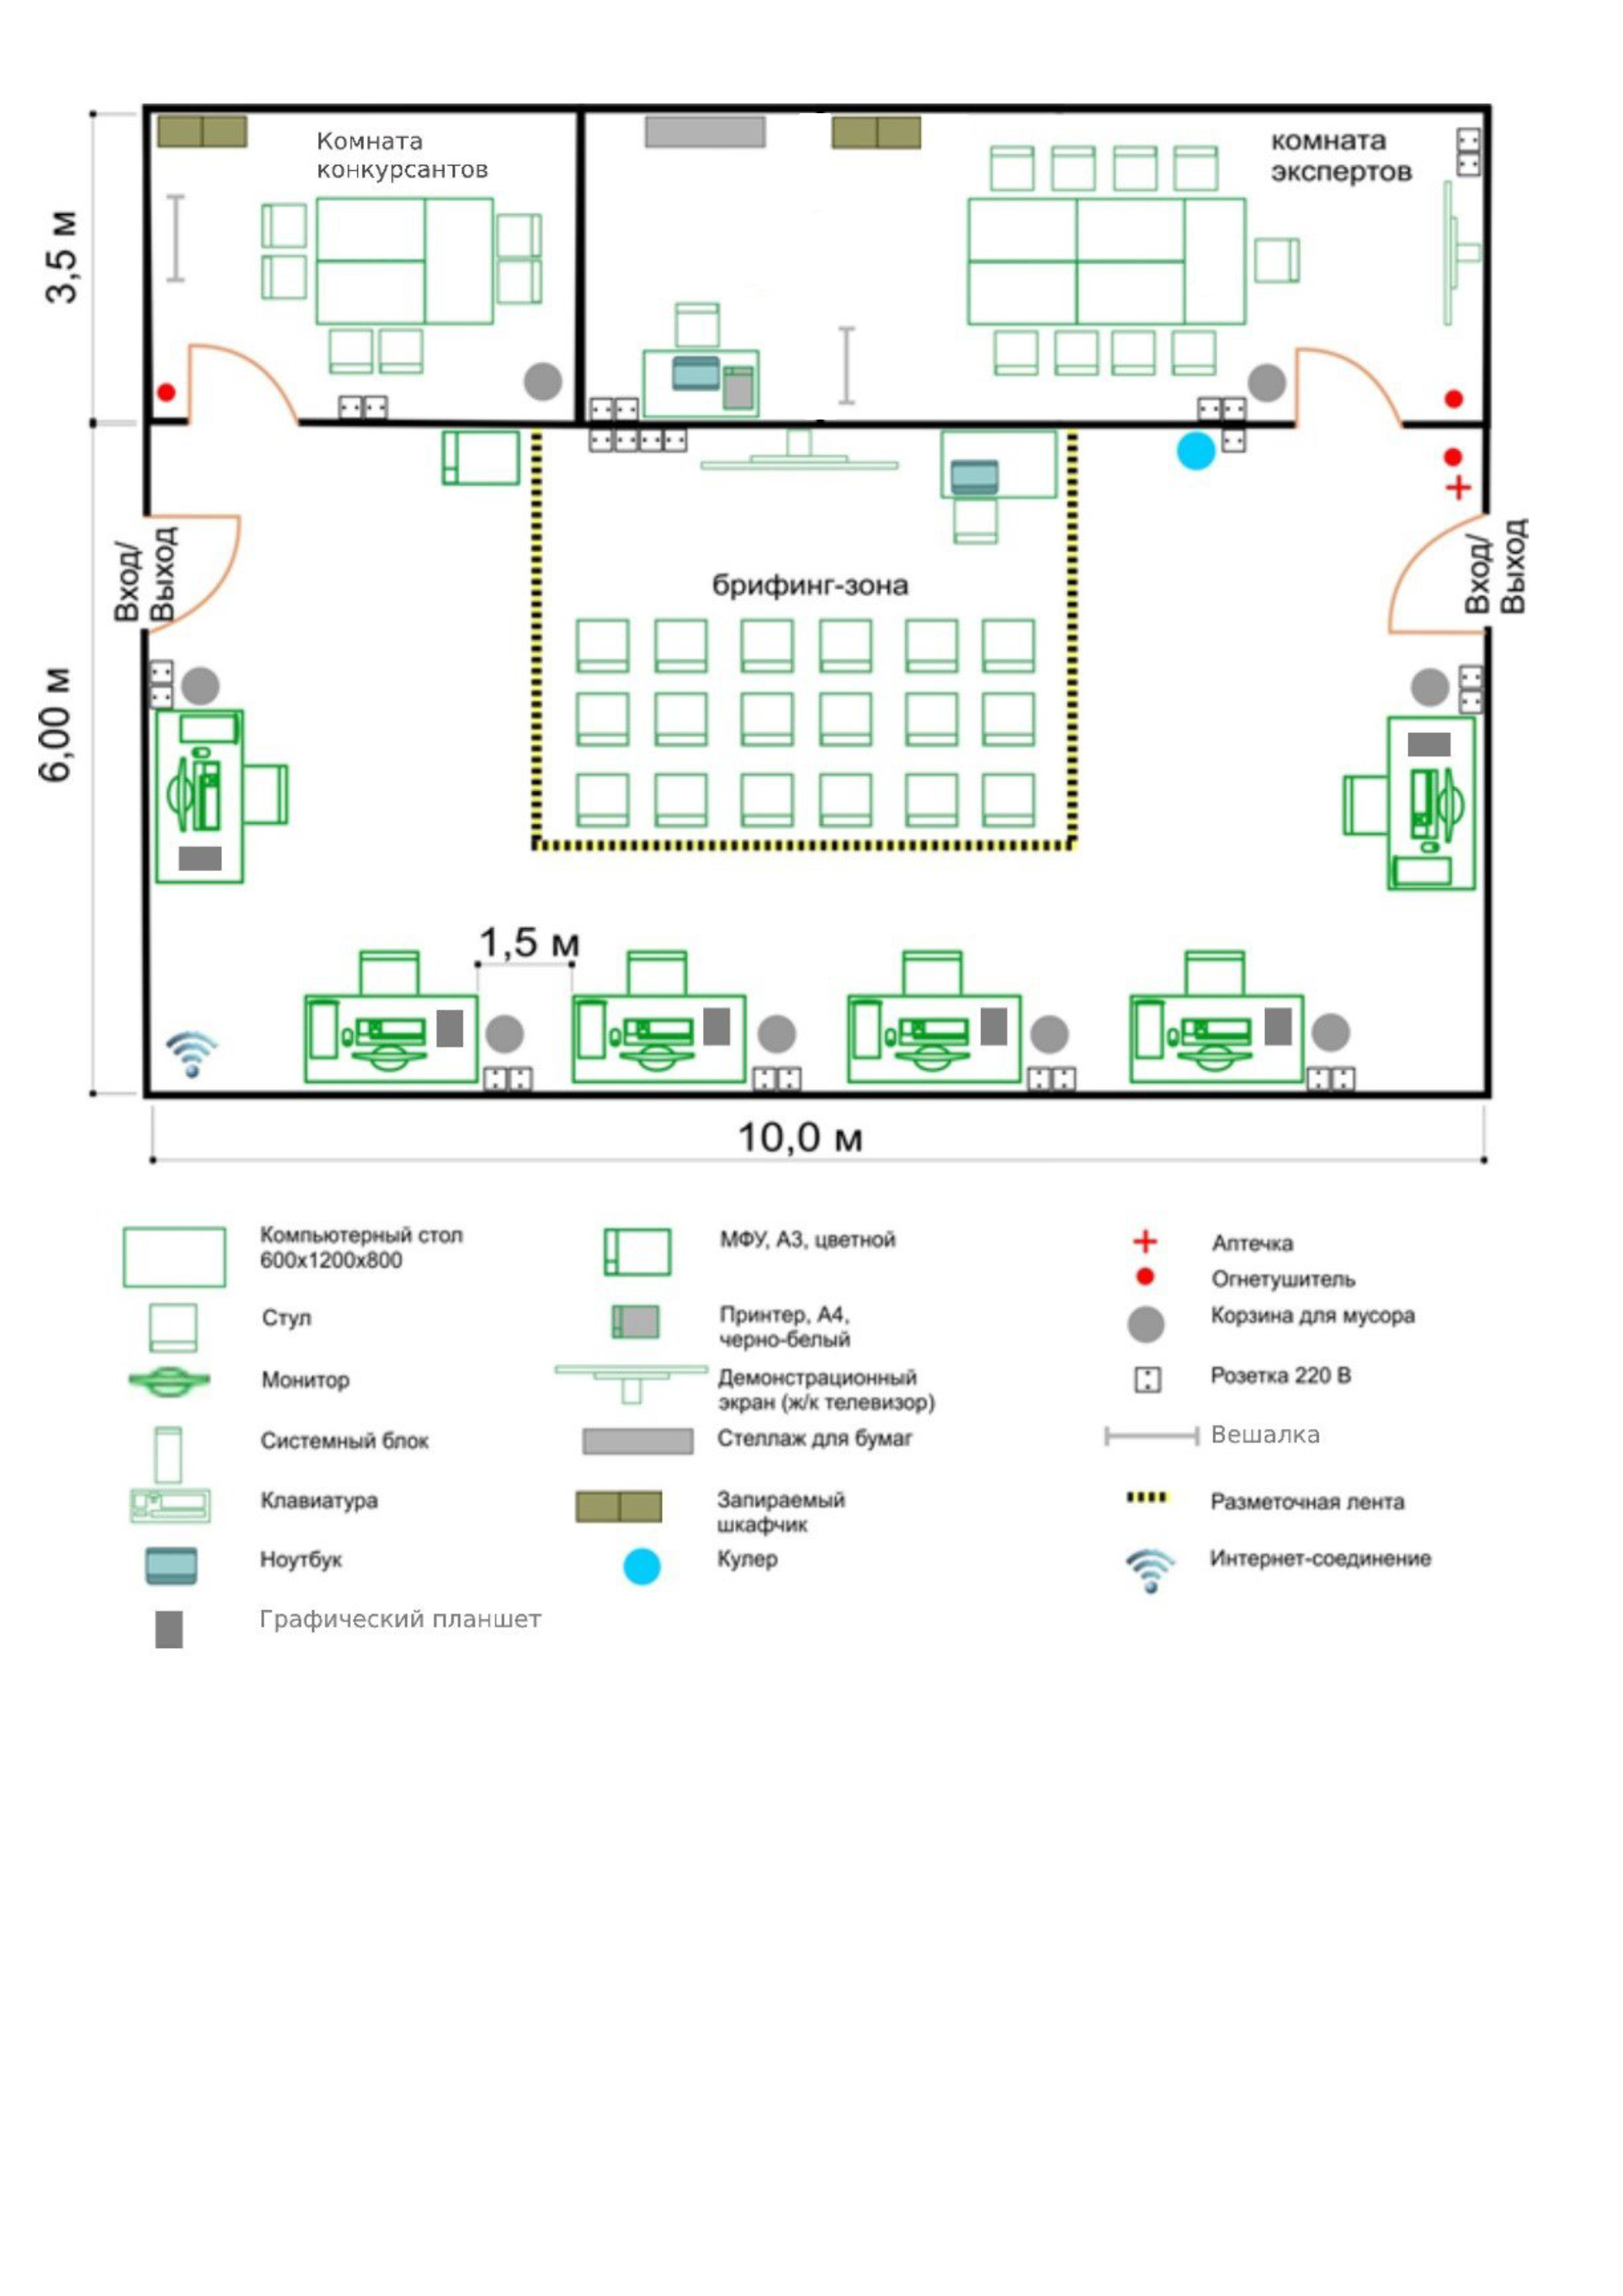 Комната
конкурсантов
комната
экспертов
3,5 м
Вход/
Выход
Вход/
Выход
брифинг-зона
6,00 м
1,5 м
10,0 м
Компьютерный стол
600x1200x800
Стул
Монитор
Системный блок
Клавиатура
Ноутбук
Графический планшет
МФУ, А3, цветной
Принтер, А4,
черно-белый
Демонстрационный
экран (ж/к телевизор)
Стеллаж для бумаг
Запираемый
шкафчик
Кулер
Аптечка
Огнетушитель
Корзина для мусора
Розетка 220 В
Вешалка
Разметочная лента
Интернет-соединение